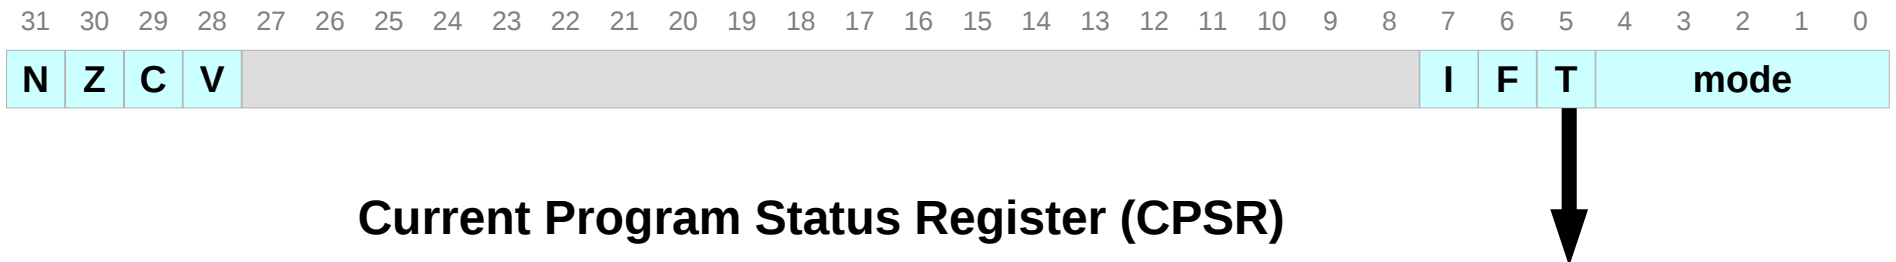 31 30 29 28 27 26 25 24 23 22 21 20 19 18 17 16 15 14 13 12 11 10 9 8 7 6 5 4 3 2 1 0
N Z C V I F T mode
Current Program Status Register (CPSR)